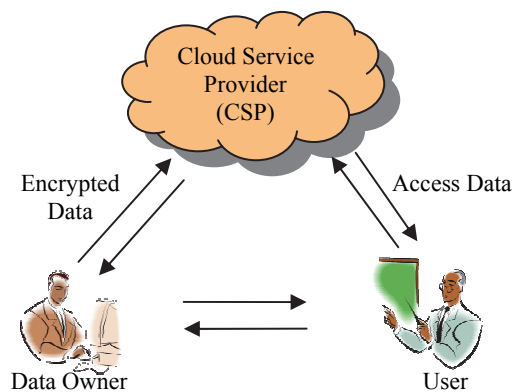 Cloud Service
Provider
(CSP)
Encrypted
Data
Access Data
Data Owner
User